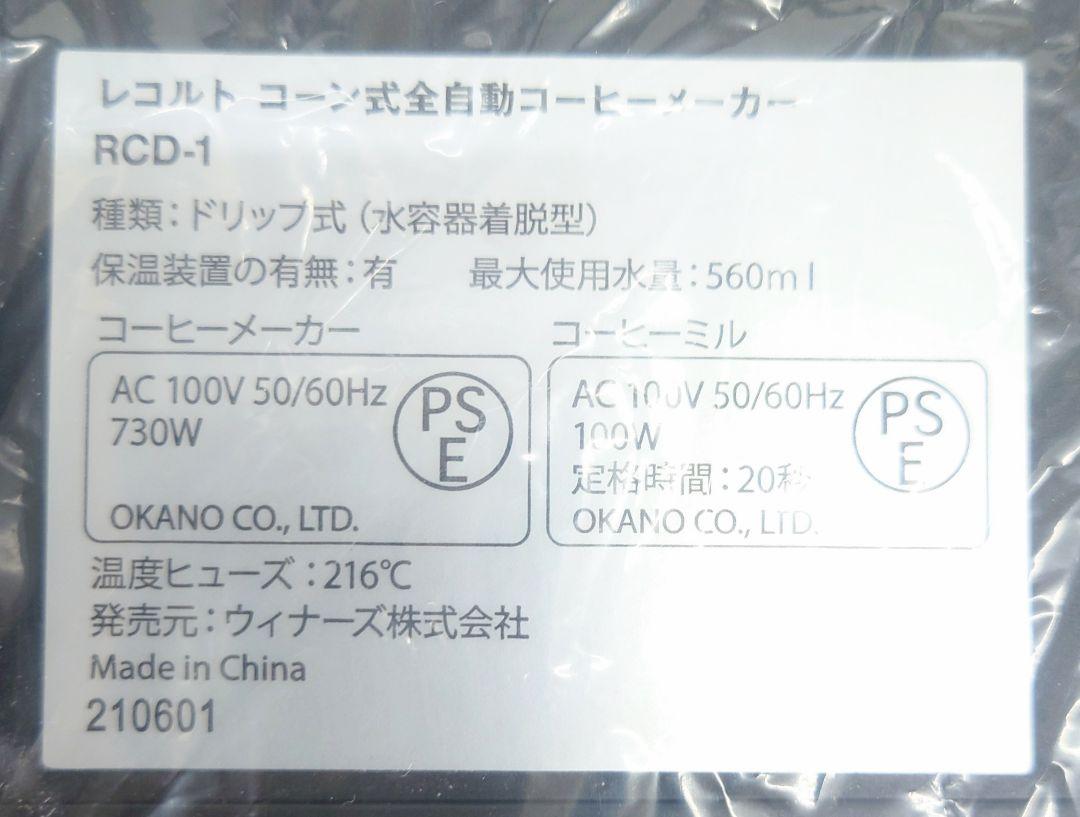 レコルト コーン式全自動コーヒーメーカー
RCD-1
種類：ドリップ式（水容器着脱型）
保温装置の有無：有 最大使用水量：560ml
コーヒーメーカー コーヒーミル
AC 100V 50/60Hz
730W
PS
E
OKANO CO., LTD.
AC 100V 50/60Hz
100W
定格時間：20秒
PS
E
OKANO CO., LTD.
温度ヒューズ：216℃
発売元：ウィナーズ株式会社
Made in China
210601